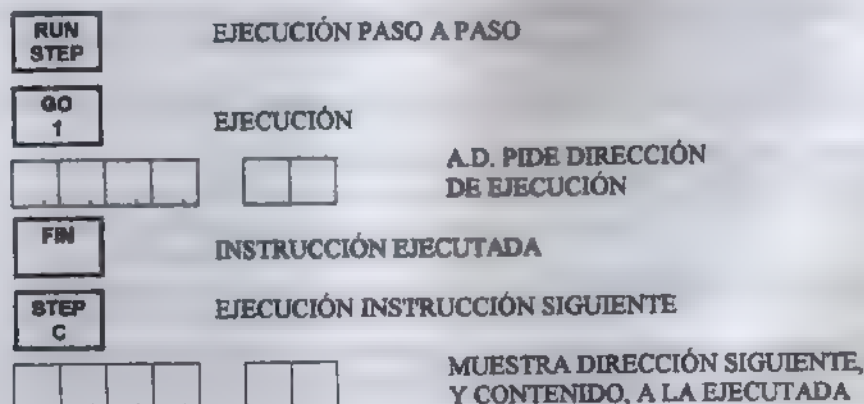 RUN
STEP
EJECUCIÓN PASO A PASO
GO
1
EJECUCIÓN
A.D. PIDE DIRECCIÓN
DE EJECUCIÓN
FIN
INSTRUCCIÓN EJECUTADA
STEP
C
EJECUCIÓN INSTRUCCIÓN SIGUIENTE
MUESTRA DIRECCIÓN SIGUIENTE,
Y CONTENIDO, A LA EJECUTADA